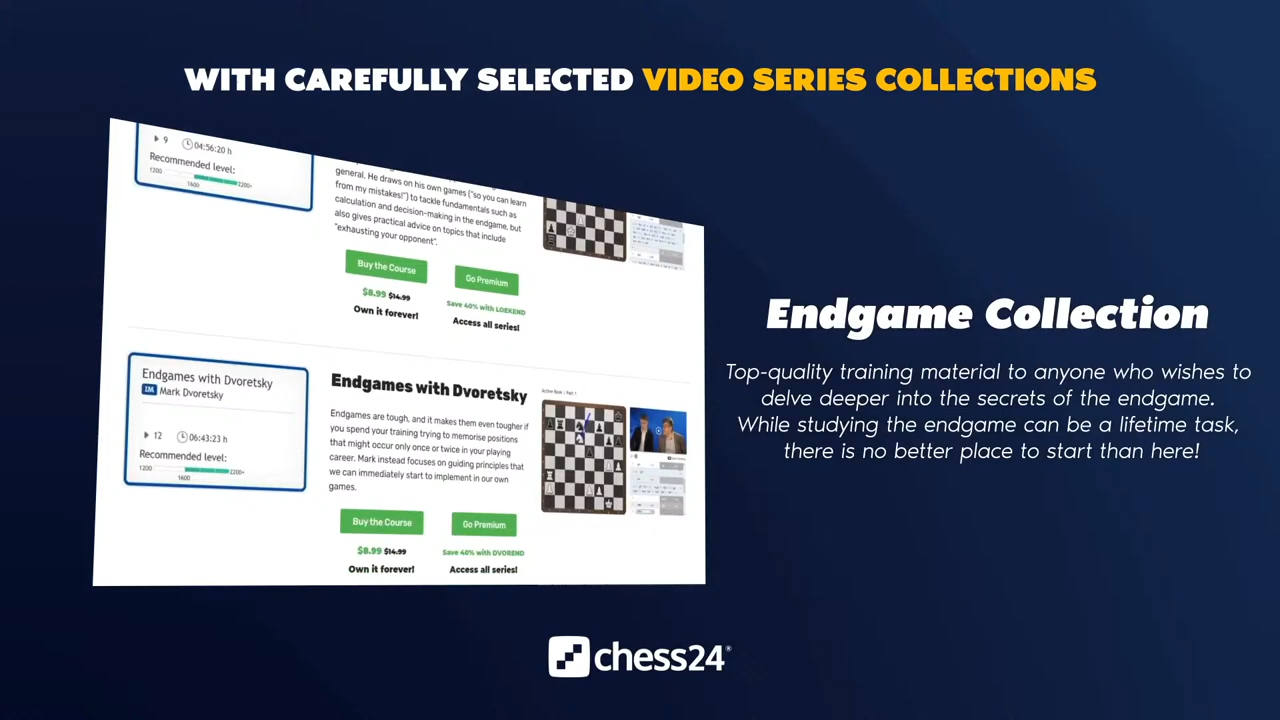 WITH CAREFULLY SELECTED VIDEO SERIES COLLECTIONS
9 04:56:20 h
Recommended level:
1200 2200+
1600
general. He draws on his own games ("so you can learn
from my mistakes!") to tackle fundamentals such as
calculation and decision-making in the endgame, but
also gives practical advice on topics that include
"exhausting your opponent".
Buy the Course
Go Premium
$8.99 $14.99
Save 40% with LOEKEND
Own it forever!
Access all series!
Endgames with Dvoretsky
IM Mark Dvoretsky
12 06:43:23 h
Recommended level:
1200 2200+
1600
Endgames with Dvoretsky
Endgames are tough, and it makes them even tougher if
you spend your training trying to memorise positions
that might occur only once or twice in your playing
career. Mark instead focuses on guiding principles that
we can immediately start to implement in our own
games.
Buy the Course
Go Premium
$8.99 $14.99
Save 40% with DVOREND
Own it forever!
Access all series!
Endgame Collection
Top-quality training material to anyone who wishes to
delve deeper into the secrets of the endgame.
While studying the endgame can be a lifetime task,
there is no better place to start than here!
chess24®